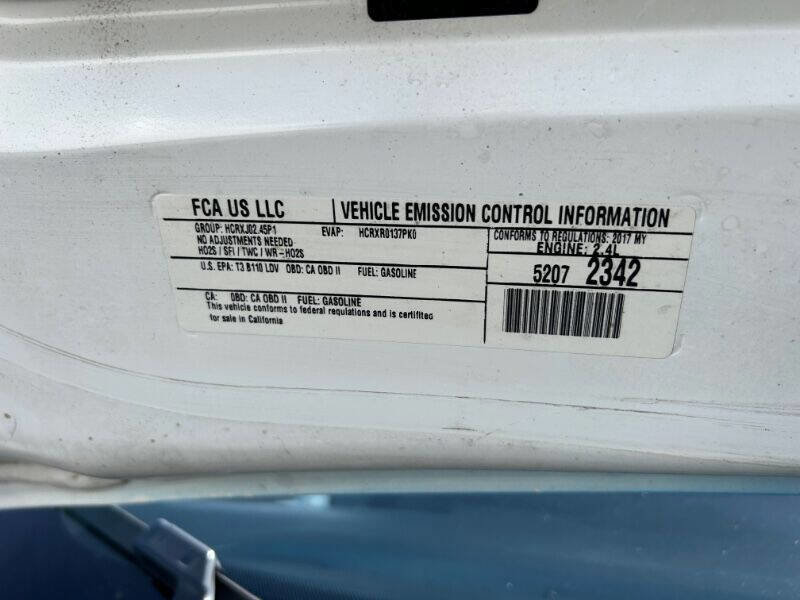 FCA US LLC | VEHICLE EMISSION CONTROL INFORMATION
GROUP: HCRXJ02.45P1 EVAP: HCRXR0137PK0
NO ADJUSTMENTS NEEDED
HO2S / SFI / TWC / WR-HO2S
CONFORMS TO REGULATIONS: 2017 MY
ENGINE: 2.4L
U.S. EPA: T3 B110 LDV OBD: CA OBD II FUEL: GASOLINE
5207 2342
CA: OBD: CA OBD II FUEL: GASOLINE
This vehicle conforms to federal regulations and is certified
for sale in California